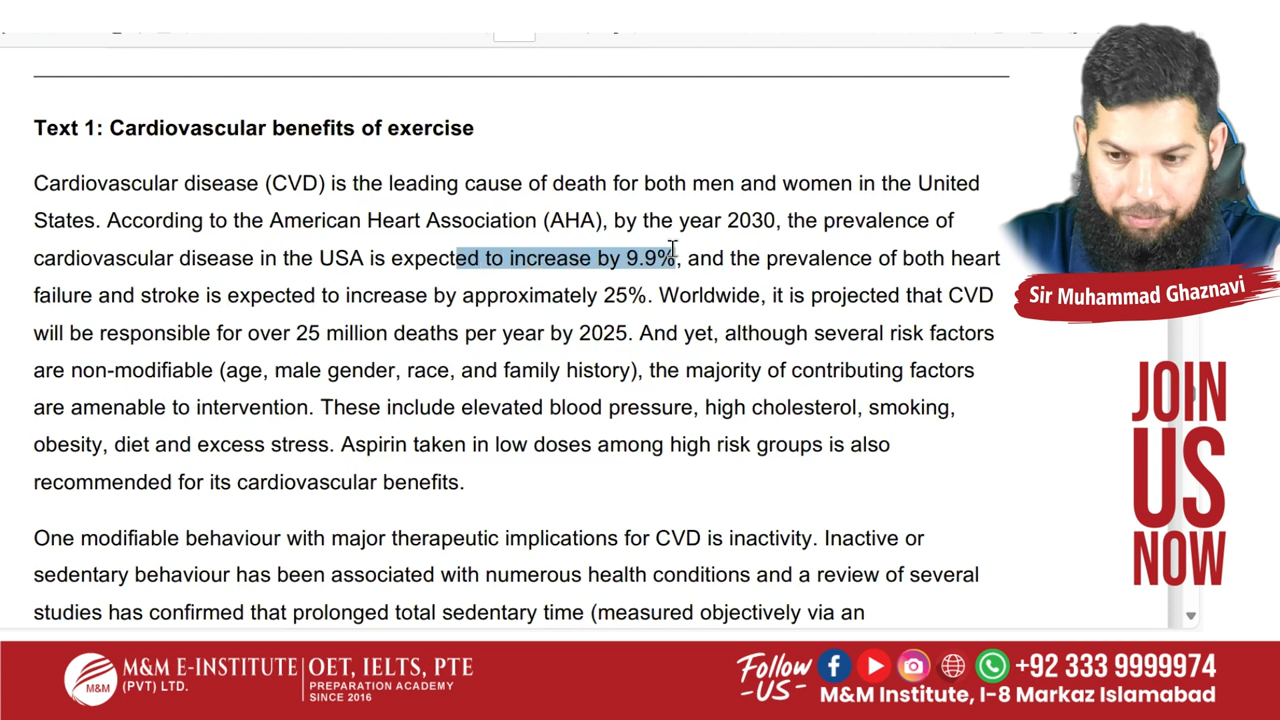 Text 1: Cardiovascular benefits of exercise
Cardiovascular disease (CVD) is the leading cause of death for both men and women in the United
States. According to the American Heart Association (AHA), by the year 2030, the prevalence of
cardiovascular disease in the USA is expected to increase by 9.9%, and the prevalence of both heart
failure and stroke is expected to increase by approximately 25%. Worldwide, it is projected that CVD
will be responsible for over 25 million deaths per year by 2025. And yet, although several risk factors
are non-modifiable (age, male gender, race, and family history), the majority of contributing factors
are amenable to intervention. These include elevated blood pressure, high cholesterol, smoking,
obesity, diet and excess stress. Aspirin taken in low doses among high risk groups is also
recommended for its cardiovascular benefits.
One modifiable behaviour with major therapeutic implications for CVD is inactivity. Inactive or
sedentary behaviour has been associated with numerous health conditions and a review of several
studies has confirmed that prolonged total sedentary time (measured objectively via an
Sir Muhammad Ghaznavi
JOIN
US
NOW
M&M
M&M E-INSTITUTE
(PVT) LTD.
OET, IELTS, PTE
PREPARATION ACADEMY
SINCE 2016
Follow
-US-
+92 333 9999974
M&M Institute, I-8 Markaz Islamabad